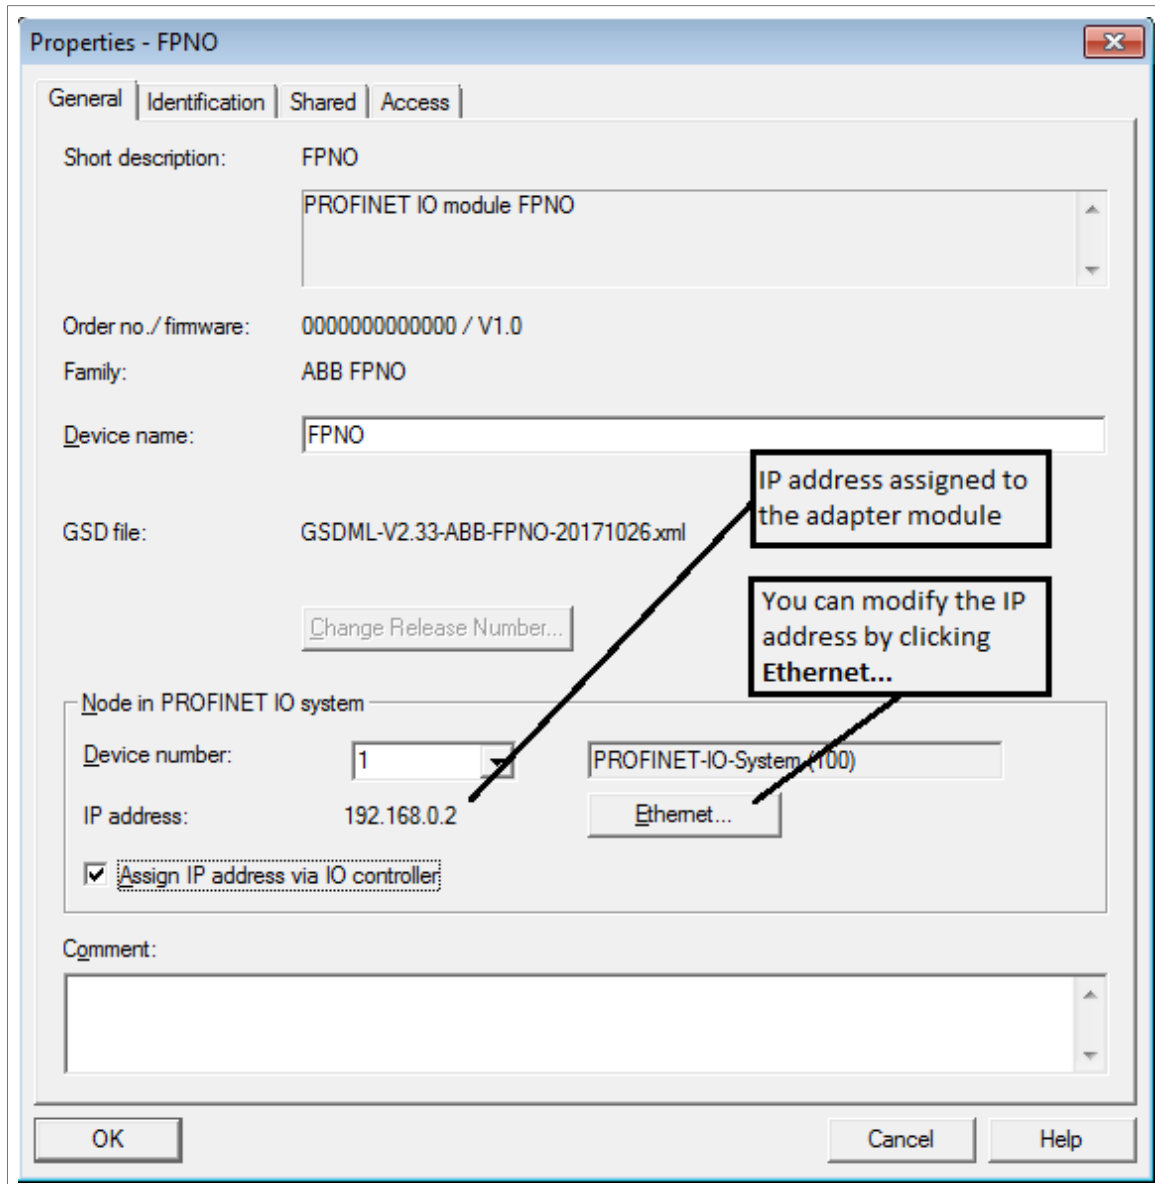 Properties - FPNO
General Identification Shared Access
Short description: FPNO
PROFINET IO module FPNO
Order no./ firmware: 0000000000000 / V1.0
Family: ABB FPNO
Device name: FPNO
IP address assigned to
the adapter module
GSD file: GSDML-V2.33-ABB-FPNO-20171026.xml
You can modify the IP
address by clicking
Ethernet...
Change Release Number...
Node in PROFINET IO system
Device number: 1 PROFINET-IO-System (100)
IP address: 192.168.0.2 Ethernet...
Assign IP address via IO controller
Comment:
OK Cancel Help